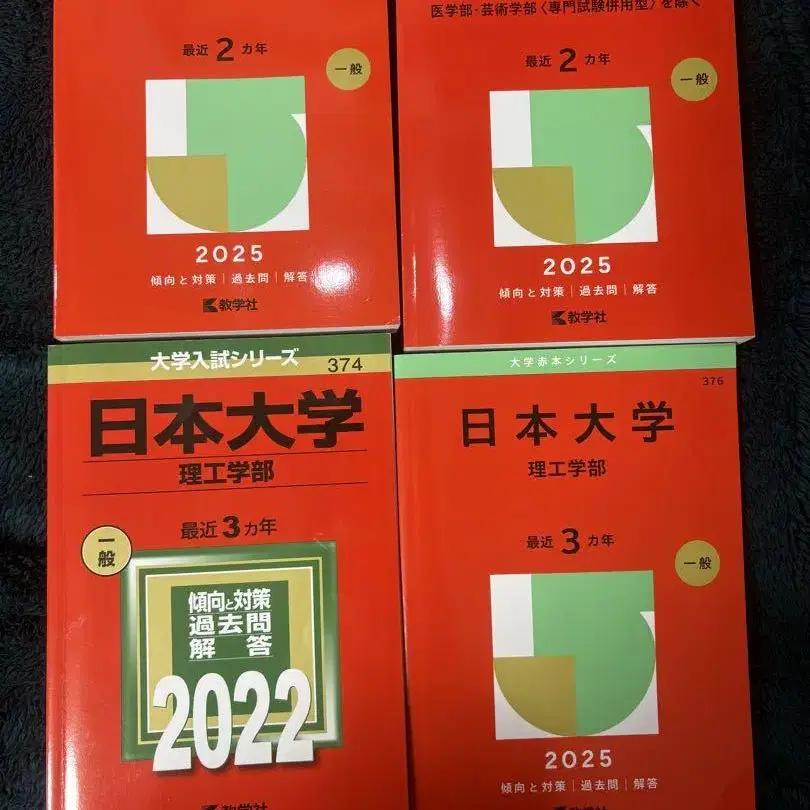 最近2カ年
一般
2025
傾向と対策｜過去問｜解答
教学社
医学部・芸術学部〈専門試験併用型〉を除く
最近2カ年
一般
2025
傾向と対策｜過去問｜解答
教学社
大学入試シリーズ
374
日本大学
理工学部
最近3カ年
一般
傾向と対策
過去問
解答
2022
教学社
大学赤本シリーズ
376
日本大学
理工学部
最近3カ年
一般
2025
傾向と対策｜過去問｜解答
教学社